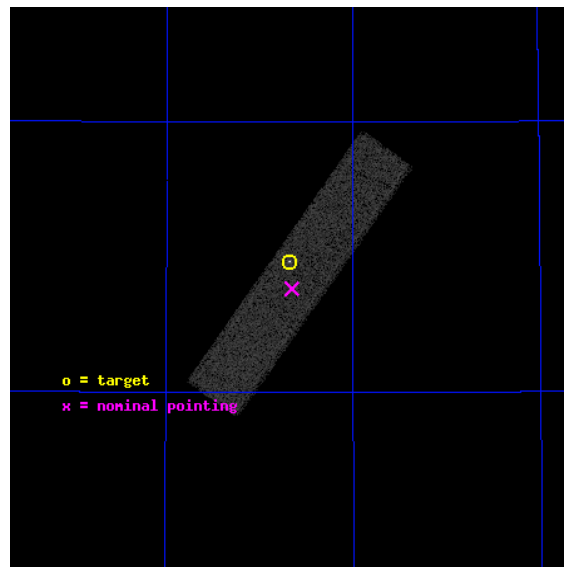 o = target
x = nominal pointing